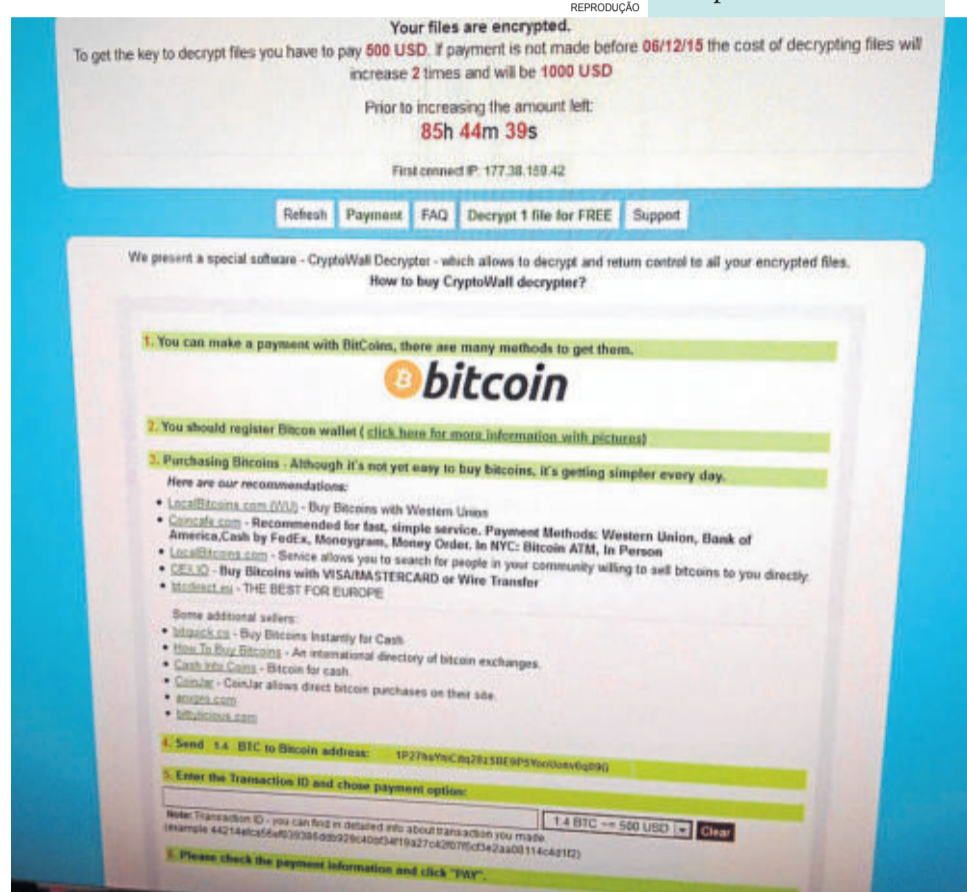 REPRODUÇÃO
Your files are encrypted.
To get the key to decrypt files you have to pay 500 USD. If payment is not made before 06/12/15 the cost of decrypting files will
increase 2 times and will be 1000 USD
Prior to increasing the amount left:
85h 44m 39s
First connect IP: 177.38.159.42
Refresh Payment FAQ Decrypt 1 file for FREE Support
We present a special software - CryptoWall Decrypter - which allows to decrypt and return control to all your encrypted files.
How to buy CryptoWall decrypter?
1. You can make a payment with BitCoins, there are many methods to get them.
bitcoin
2. You should register Bitcon wallet ( click here for more information with pictures)
3. Purchasing Bitcoins - Although it's not yet easy to buy bitcoins, it's getting simpler every day.
Here are our recommendations:
• LocalBitcoins.com (WU) - Buy Bitcoins with Western Union
• Coincafe.com - Recommended for fast, simple service. Payment Methods: Western Union, Bank of
America,Cash by FedEx, Moneygram, Money Order. In NYC: Bitcoin ATM, In Person
• LocalBitcoins.com - Service allows you to search for people in your community willing to sell bitcoins to you directly.
• CEX.IO - Buy Bitcoins with VISA/MASTERCARD or Wire Transfer
• btcdirect.eu - THE BEST FOR EUROPE
Some additional sellers:
• bitquick.co - Buy Bitcoins Instantly for Cash
• How To Buy Bitcoins - An international directory of bitcoin exchanges.
• Cash Into Coins - Bitcoin for cash.
• CoinJar - CoinJar allows direct bitcoin purchases on their site.
• anxpro.com
• bittylicious.com
4. Send 1.4 BTC to Bitcoin address:
5. Enter the Transaction ID and chose payment option:
1.4 BTC ~= 500 USD Clear
Note: Transaction ID - you can find in detailed info about transaction you made.
(example
6. Please check the payment information and click "PAY".